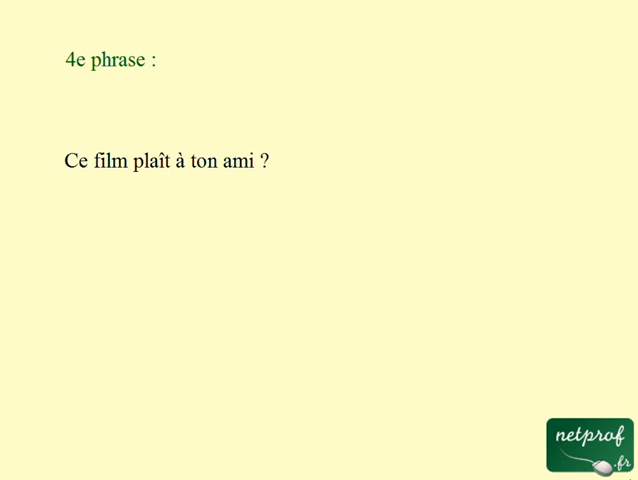 4e phrase :
Ce film plaît à ton ami ?
netprof
.fr